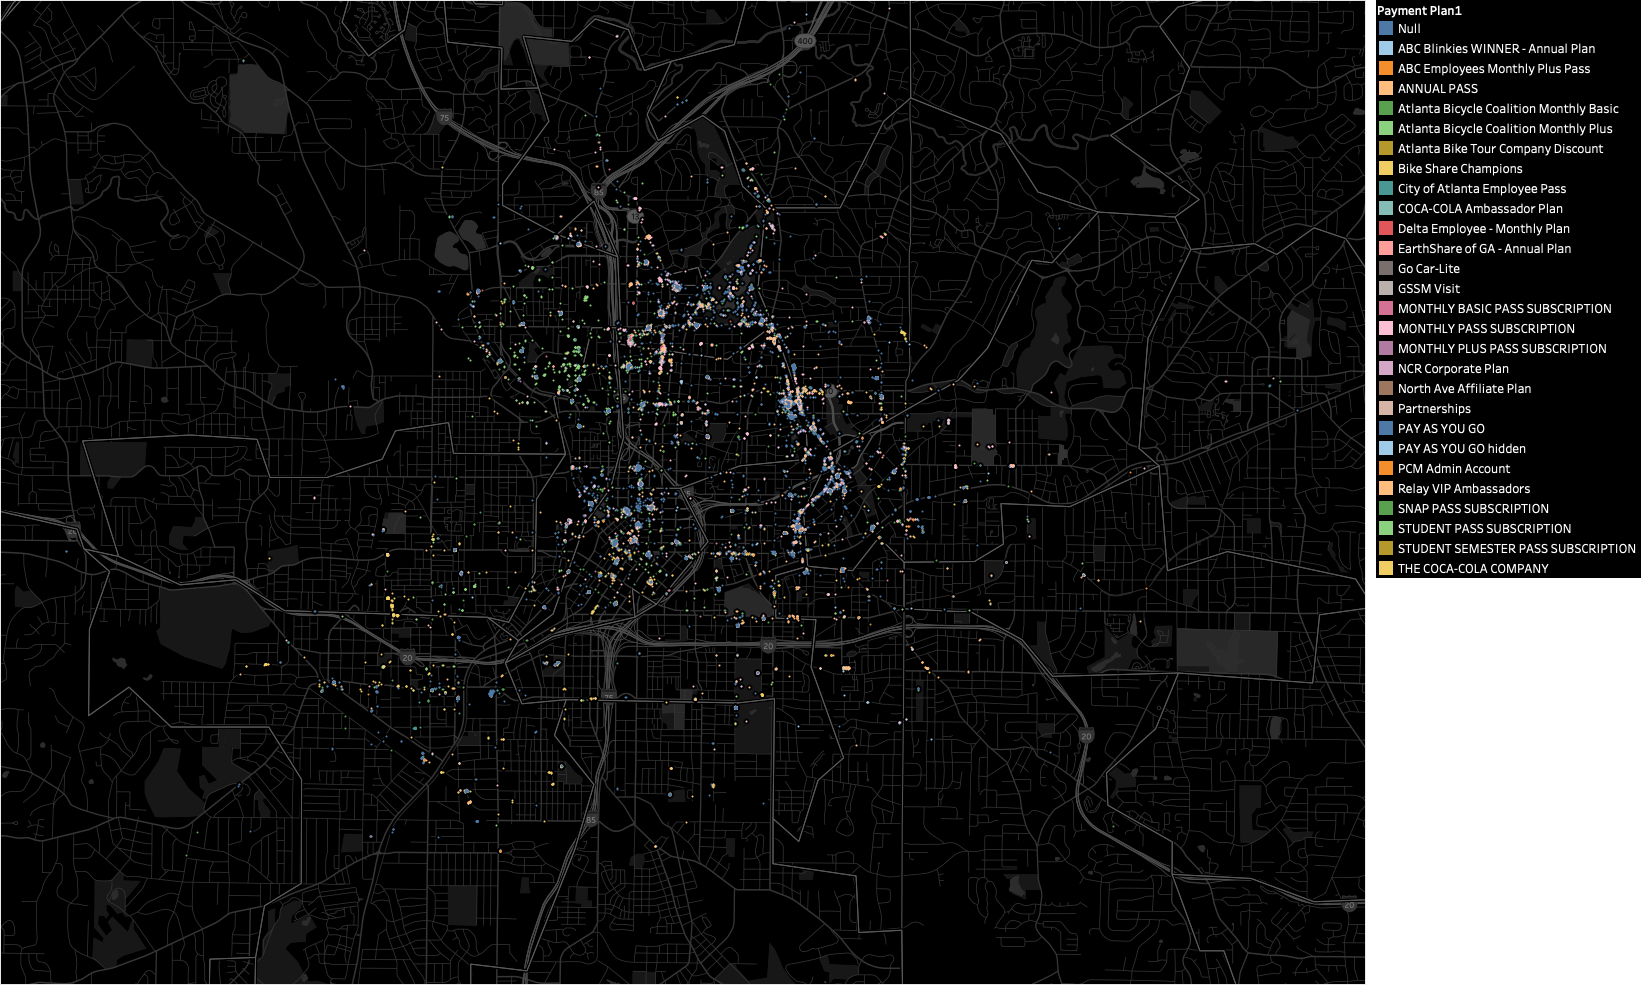 Payment Plan1
Null
ABC Blinkies WINNER - Annual Plan
ABC Employees Monthly Plus Pass
ANNUAL PASS
Atlanta Bicycle Coalition Monthly Basic
Atlanta Bicycle Coalition Monthly Plus
Atlanta Bike Tour Company Discount
Bike Share Champions
City of Atlanta Employee Pass
COCA-COLA Ambassador Plan
Delta Employee - Monthly Plan
EarthShare of GA - Annual Plan
Go Car-Lite
GSSM Visit
MONTHLY BASIC PASS SUBSCRIPTION
MONTHLY PASS SUBSCRIPTION
MONTHLY PLUS PASS SUBSCRIPTION
NCR Corporate Plan
North Ave Affiliate Plan
Partnerships
PAY AS YOU GO
PAY AS YOU GO hidden
PCM Admin Account
Relay VIP Ambassadors
SNAP PASS SUBSCRIPTION
STUDENT PASS SUBSCRIPTION
STUDENT SEMESTER PASS SUBSCRIPTION
THE COCA-COLA COMPANY
400
75
20
20
75
20
85
20